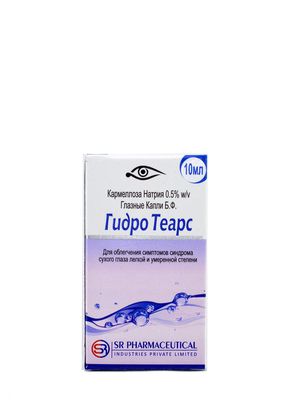 10мл
Кармеллоза Натрия 0.5% w/v
Глазные Капли Б.Ф.
Гидро Теарс
Для облегчения симптомов синдрома
сухого глаза легкой и умеренной степени
SR
SR PHARMACEUTICAL
INDUSTRIES PRIVATE LIMITED